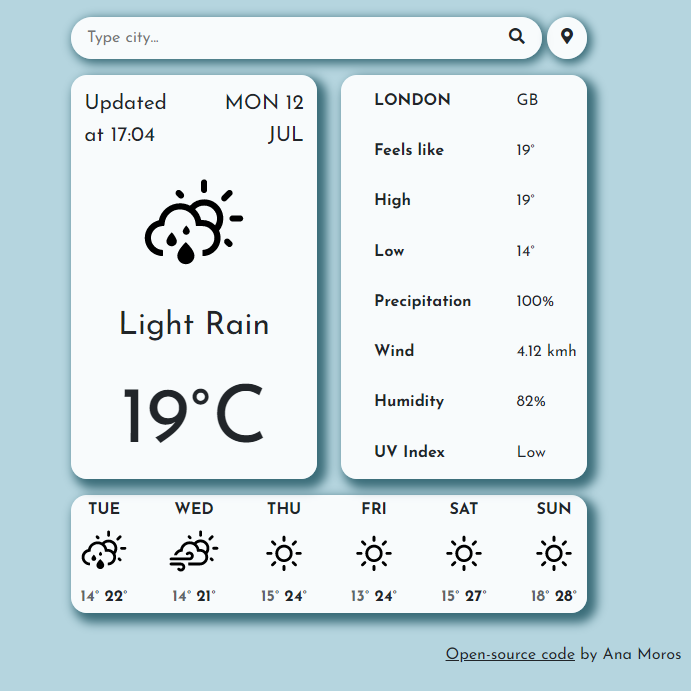 Type city...
Updated
at 17:04
MON 12
JUL
Light Rain
19°C
LONDON GB
Feels like 19°
High 19°
Low 14°
Precipitation 100%
Wind 4.12 kmh
Humidity 82%
UV Index Low
TUE WED THU FRI SAT SUN
14° 22° 14° 21° 15° 24° 13° 24° 15° 27° 18° 28°
Open-source code by Ana Moros